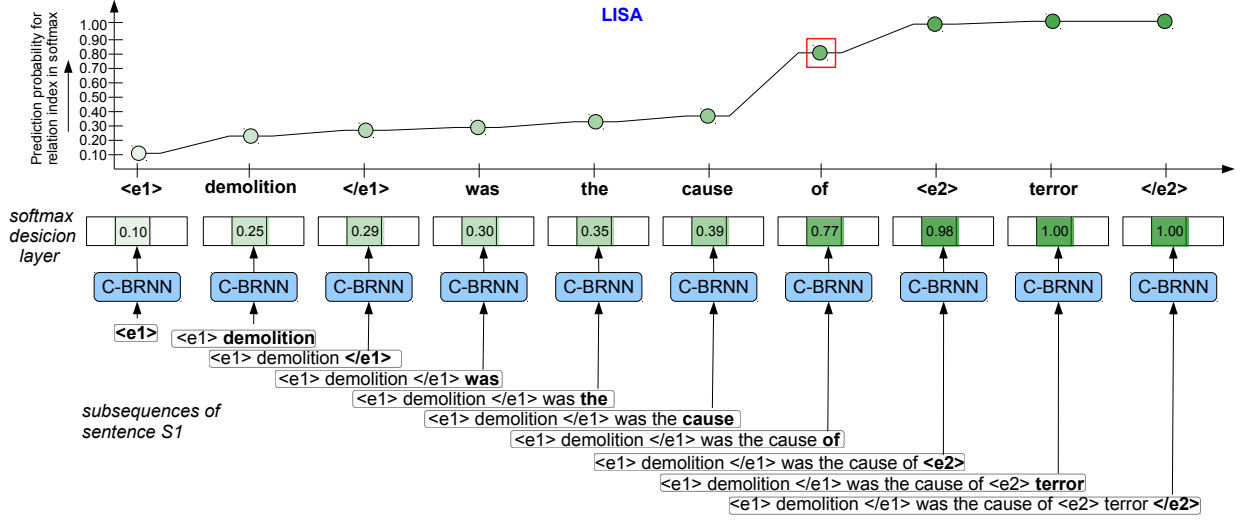 LISA
Prediction probability for
relation index in softmax
1.00
0.90
0.80
0.70
0.60
0.50
0.40
0.30
0.20
0.10
<e1> demolition </e1> was the cause of <e2> terror </e2>
softmax
desicion
layer
0.10 0.25 0.29 0.30 0.35 0.39 0.77 0.98 1.00 1.00
C-BRNN C-BRNN C-BRNN C-BRNN C-BRNN C-BRNN C-BRNN C-BRNN C-BRNN C-BRNN
<e1>
<e1> demolition
<e1> demolition </e1>
<e1> demolition </e1> was
<e1> demolition </e1> was the
<e1> demolition </e1> was the cause
<e1> demolition </e1> was the cause of
<e1> demolition </e1> was the cause of <e2>
<e1> demolition </e1> was the cause of <e2> terror
<e1> demolition </e1> was the cause of <e2> terror </e2>
subsequences of
sentence S1